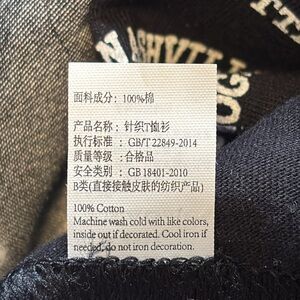 NASHVILLE
面料成分：100%棉
产品名称：针织T恤衫
执行标准：GB/T 22849-2014
质量等级：合格品
安全类别：GB 18401-2010
B类(直接接触皮肤的纺织产品)
100% Cotton
Machine wash cold with like colors,
inside out if decorated. Cool iron if
needed, do not iron decoration.